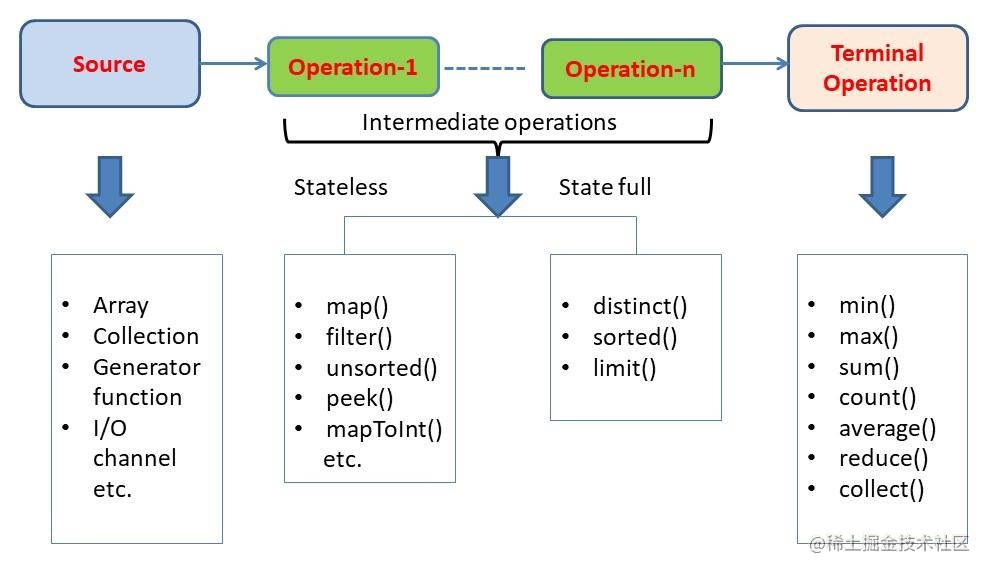 Source
Operation-1
Operation-n
Terminal
Operation
Intermediate operations
Stateless
State full
• Array
• Collection
• Generator
function
• I/O
channel
etc.
• map()
• filter()
• unsorted()
• peek()
• mapToInt()
etc.
• distinct()
• sorted()
• limit()
• min()
• max()
• sum()
• count()
• average()
• reduce()
• collect()
@稀土掘金技术社区